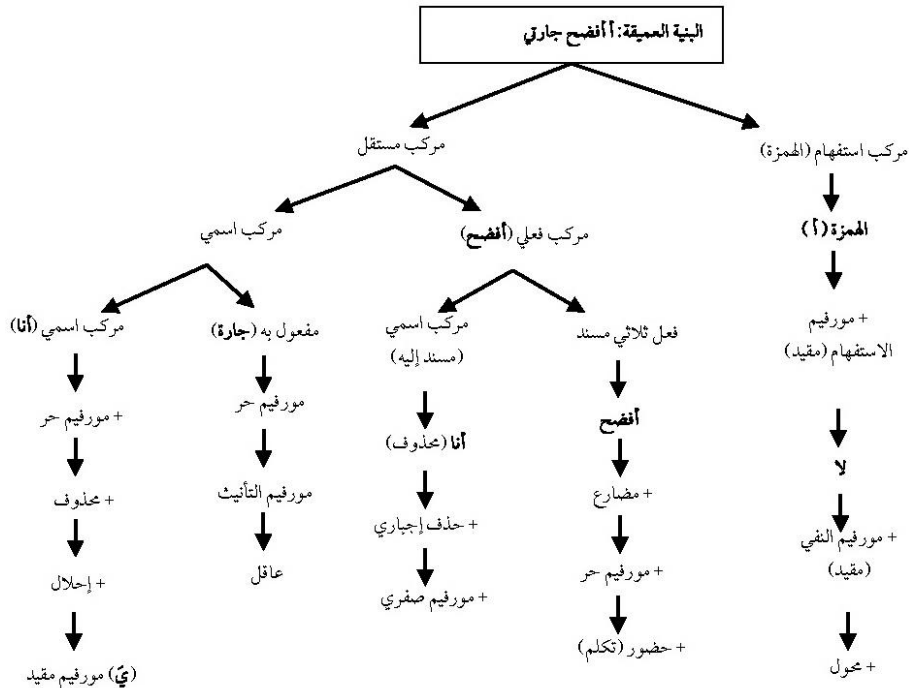 البنية العميقة: أ أفضح جارتي
مركب استفهام (الهمزة)
مركب مستقل
الهمزة (أ)
مركب فعلي (أفضح)
مركب اسمي
+ مورفيم
الاستفهام (مقيد)
فعل ثلاثي مسند
مركب اسمي
(مسند إليه)
مفعول به (جارة)
مركب اسمي (أنا)
لا
أفضح
أنا (محذوف)
مورفيم حر
+ مورفيم حر
+ مورفيم النفي
(مقيد)
+ مضارع
+ حذف إجباري
مورفيم التأنيث
+ محذوف
+ مورفيم حر
+ مورفيم صفري
عاقل
+ إحلال
+ محول
+ حضور (تكلم)
(يّ) مورفيم مقيد